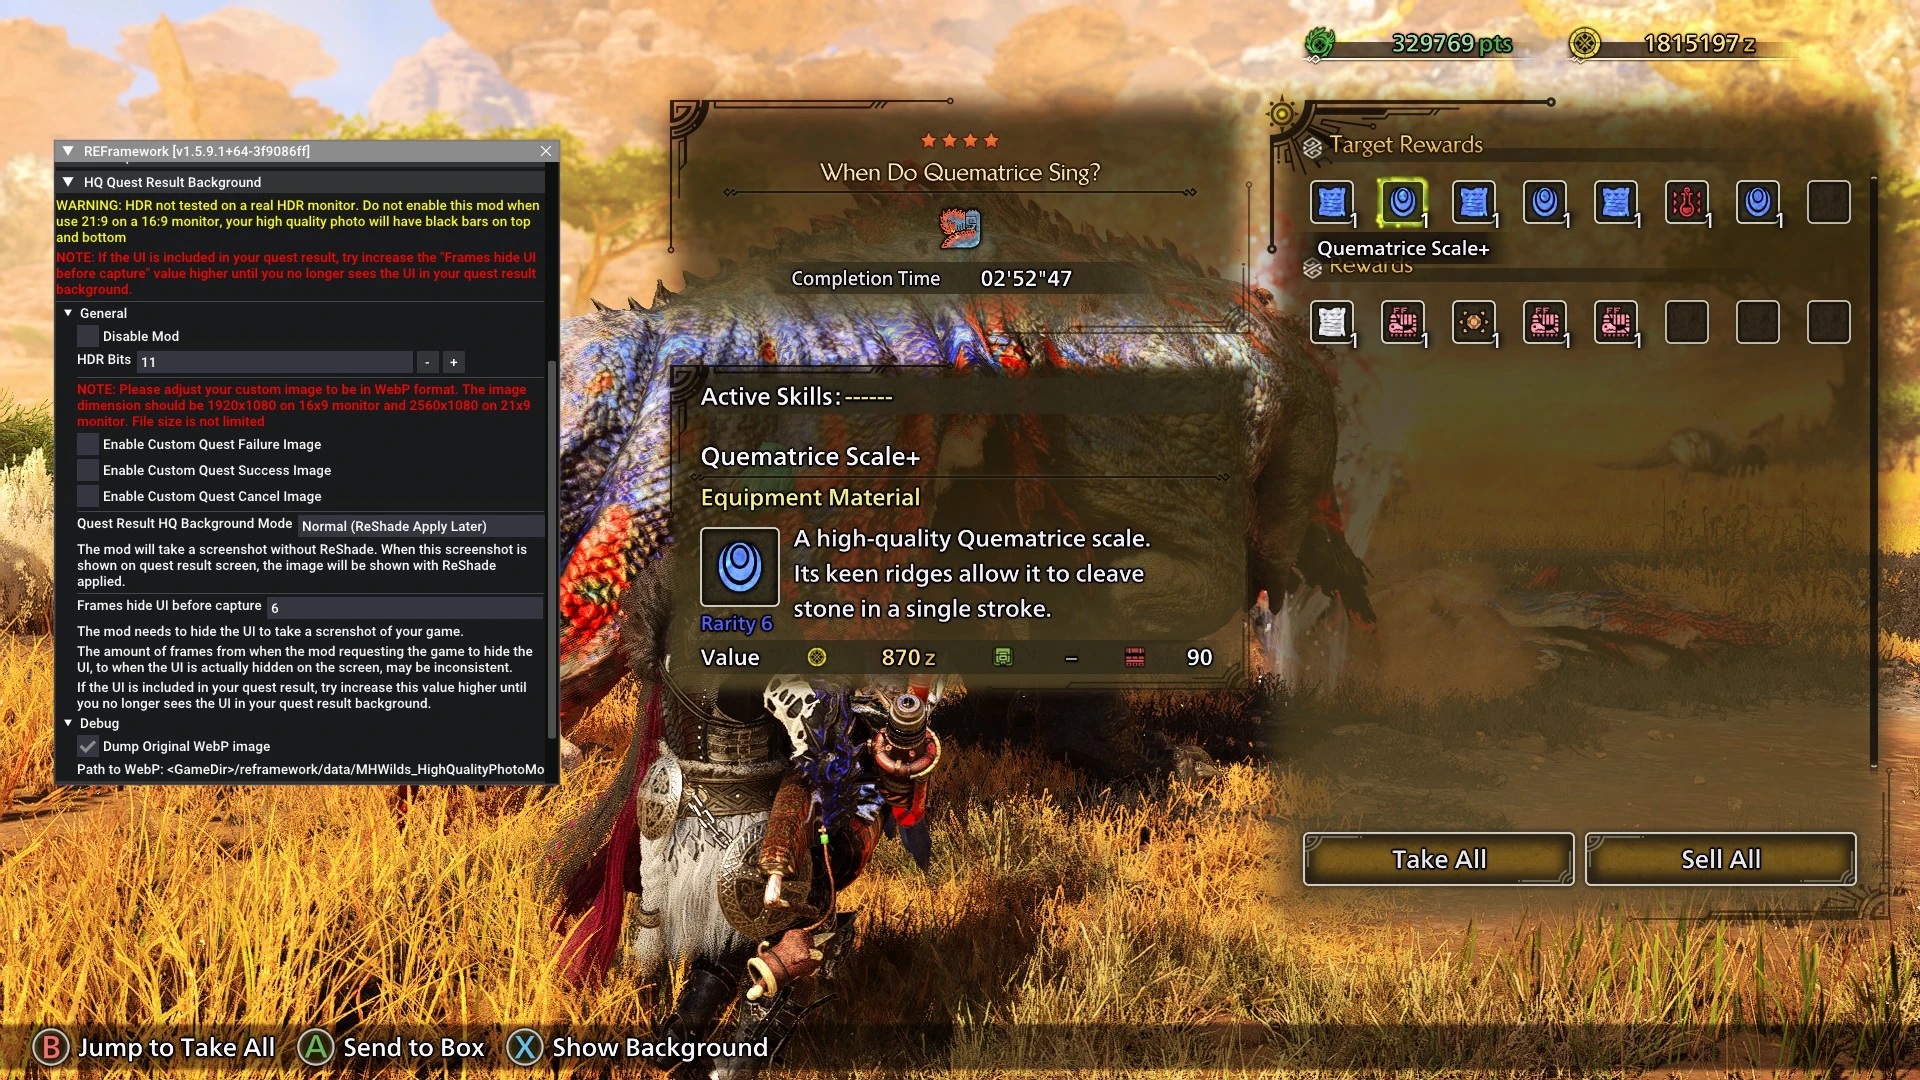 329769 pts
1815197 z
REFramework [v1.5.9.1+64-3f9086ff]
HQ Quest Result Background
WARNING: HDR not tested on a real HDR monitor. Do not enable this mod when
use 21:9 on a 16:9 monitor, your high quality photo will have black bars on top
and bottom
NOTE: If the UI is included in your quest result, try increase the "Frames hide UI
before capture" value higher until you no longer sees the UI in your quest result
background.
General
Disable Mod
HDR Bits 11 - +
NOTE: Please adjust your custom image to be in WebP format. The image
dimension should be 1920x1080 on 16x9 monitor and 2560x1080 on 21x9
monitor. File size is not limited
Enable Custom Quest Failure Image
Enable Custom Quest Success Image
Enable Custom Quest Cancel Image
Quest Result HQ Background Mode Normal (ReShade Apply Later)
The mod will take a screenshot without ReShade. When this screenshot is
shown on quest result screen, the image will be shown with ReShade
applied.
Frames hide UI before capture 6
The mod needs to hide the UI to take a screnshot of your game.
The amount of frames from when the mod requesting the game to hide the
UI, to when the UI is actually hidden on the screen, may be inconsistent.
If the UI is included in your quest result, try increase this value higher until
you no longer sees the UI in your quest result background.
Debug
Dump Original WebP image
Path to WebP: <GameDir>/reframework/data/MHWilds_HighQualityPhotoMo
When Do Quematrice Sing?
Completion Time 02'52"47
Active Skills: ------
Quematrice Scale+
Equipment Material
A high-quality Quematrice scale.
Its keen ridges allow it to cleave
stone in a single stroke.
Rarity 6
Value 870 z – 90
Target Rewards
1 1 1 1 1 1 1
Quematrice Scale+
Rewards
1 1 1 1 1
Take All
Sell All
B Jump to Take All A Send to Box X Show Background